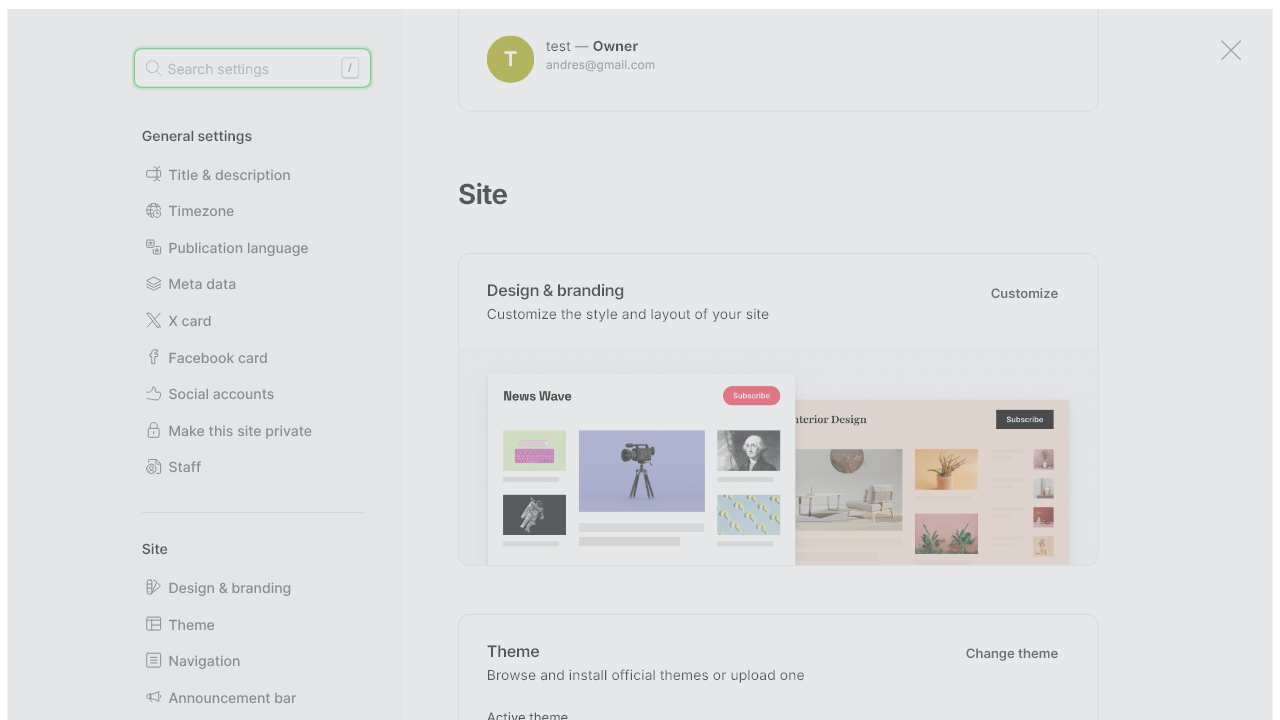 Search settings
/
General settings
Title & description
Timezone
Publication language
Meta data
X card
Facebook card
Social accounts
Make this site private
Staff
Site
Design & branding
Theme
Navigation
Announcement bar
T
test — Owner
andres@gmail.com
Site
Design & branding
Customize
Customize the style and layout of your site
News Wave
Subscribe
nterior Design
Subscribe
Theme
Change theme
Browse and install official themes or upload one
Active theme